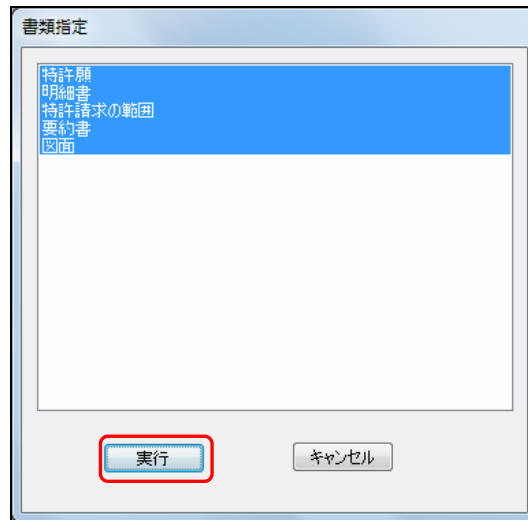 書類指定
特許願
明細書
特許請求の範囲
要約書
図面
実行
キャンセル